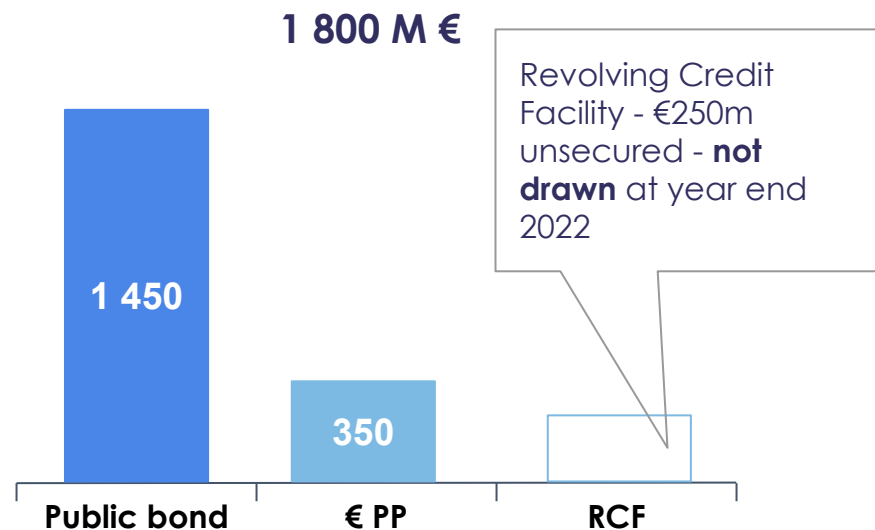 1 800 M €
Revolving Credit
Facility - €250m
unsecured - not
drawn at year end
2022
1 450
350
Public bond
€ PP
RCF